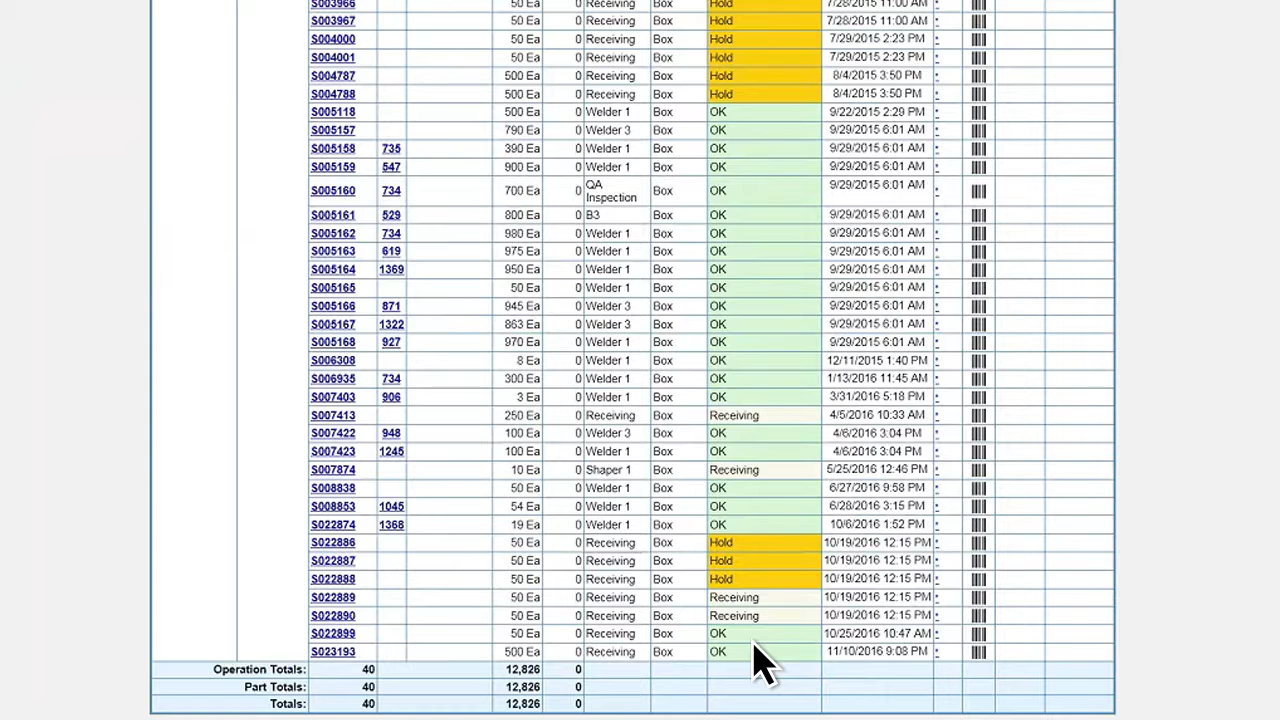 S003966 50 Ea 0 Receiving Box Hold 7/28/2015 11:00 AM
S003967 50 Ea 0 Receiving Box Hold 7/28/2015 11:00 AM
S004000 50 Ea 0 Receiving Box Hold 7/29/2015 2:23 PM
S004001 50 Ea 0 Receiving Box Hold 7/29/2015 2:23 PM
S004787 500 Ea 0 Receiving Box Hold 8/4/2015 3:50 PM
S004788 500 Ea 0 Receiving Box Hold 8/4/2015 3:50 PM
S005118 500 Ea 0 Welder 1 Box OK 9/22/2015 2:29 PM
S005157 790 Ea 0 Welder 3 Box OK 9/29/2015 6:01 AM
S005158 735 390 Ea 0 Welder 1 Box OK 9/29/2015 6:01 AM
S005159 547 900 Ea 0 Welder 1 Box OK 9/29/2015 6:01 AM
S005160 734 700 Ea 0 QA Inspection Box OK 9/29/2015 6:01 AM
S005161 529 800 Ea 0 B3 Box OK 9/29/2015 6:01 AM
S005162 734 980 Ea 0 Welder 1 Box OK 9/29/2015 6:01 AM
S005163 619 975 Ea 0 Welder 1 Box OK 9/29/2015 6:01 AM
S005164 1369 950 Ea 0 Welder 1 Box OK 9/29/2015 6:01 AM
S005165 50 Ea 0 Welder 1 Box OK 9/29/2015 6:01 AM
S005166 871 945 Ea 0 Welder 3 Box OK 9/29/2015 6:01 AM
S005167 1322 863 Ea 0 Welder 3 Box OK 9/29/2015 6:01 AM
S005168 927 970 Ea 0 Welder 1 Box OK 9/29/2015 6:01 AM
S006308 8 Ea 0 Welder 1 Box OK 12/11/2015 1:40 PM
S006935 734 300 Ea 0 Welder 1 Box OK 1/13/2016 11:45 AM
S007403 906 3 Ea 0 Welder 1 Box OK 3/31/2016 5:18 PM
S007413 250 Ea 0 Receiving Box Receiving 4/5/2016 10:33 AM
S007422 948 100 Ea 0 Welder 3 Box OK 4/6/2016 3:04 PM
S007423 1245 100 Ea 0 Welder 1 Box OK 4/6/2016 3:04 PM
S007874 10 Ea 0 Shaper 1 Box Receiving 5/25/2016 12:46 PM
S008838 50 Ea 0 Welder 1 Box OK 6/27/2016 9:58 PM
S008853 1045 54 Ea 0 Welder 1 Box OK 6/28/2016 3:15 PM
S022874 1368 19 Ea 0 Welder 1 Box OK 10/6/2016 1:52 PM
S022886 50 Ea 0 Receiving Box Hold 10/19/2016 12:15 PM
S022887 50 Ea 0 Receiving Box Hold 10/19/2016 12:15 PM
S022888 50 Ea 0 Receiving Box Hold 10/19/2016 12:15 PM
S022889 50 Ea 0 Receiving Box Receiving 10/19/2016 12:15 PM
S022890 50 Ea 0 Receiving Box Receiving 10/19/2016 12:15 PM
S022899 50 Ea 0 Receiving Box OK 10/25/2016 10:47 AM
S023193 500 Ea 0 Receiving Box OK 11/10/2016 9:08 PM
Operation Totals: 40 12,826 0
Part Totals: 40 12,826 0
Totals: 40 12,826 0